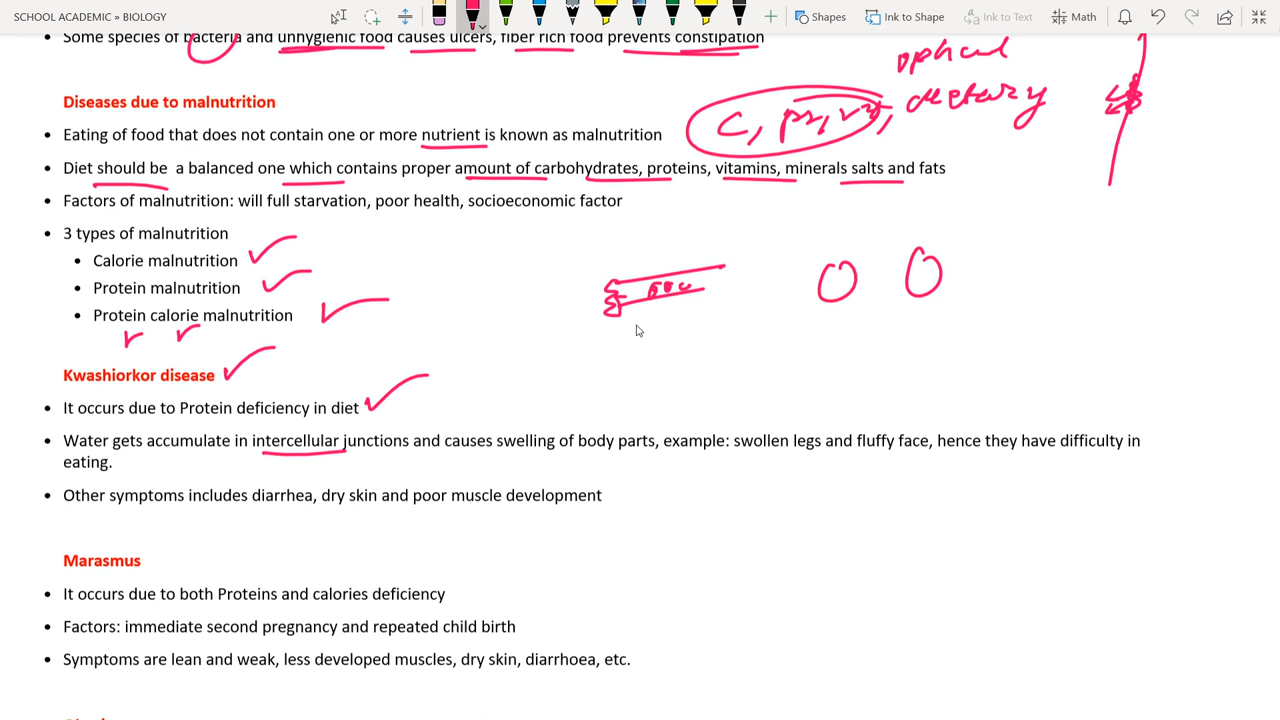 SCHOOL ACADEMIC » BIOLOGY
Shapes
Ink to Shape
Ink to Text
Math
• Some species of bacteria and unhygienic food causes ulcers, fiber rich food prevents constipation
Diseases due to malnutrition
• Eating of food that does not contain one or more nutrient is known as malnutrition
• Diet should be a balanced one which contains proper amount of carbohydrates, proteins, vitamins, minerals salts and fats
• Factors of malnutrition: will full starvation, poor health, socioeconomic factor
• 3 types of malnutrition
• Calorie malnutrition
• Protein malnutrition
• Protein calorie malnutrition
Kwashiorkor disease
• It occurs due to Protein deficiency in diet
• Water gets accumulate in intercellular junctions and causes swelling of body parts, example: swollen legs and fluffy face, hence they have difficulty in
eating.
• Other symptoms includes diarrhea, dry skin and poor muscle development
Marasmus
• It occurs due to both Proteins and calories deficiency
• Factors: immediate second pregnancy and repeated child birth
• Symptoms are lean and weak, less developed muscles, dry skin, diarrhoea, etc.